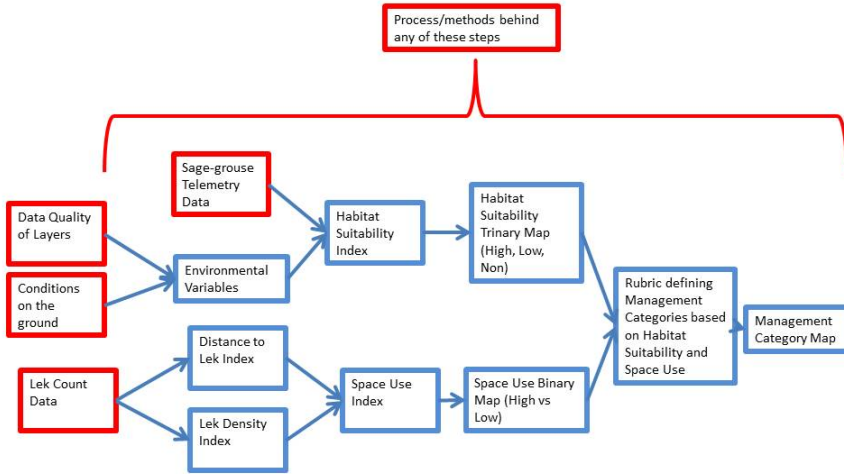 Process/methods behind
any of these steps
Sage-grouse
Telemetry
Data
Data Quality
of Layers
Conditions
on the
ground
Environmental
Variables
Habitat
Suitability
Index
Habitat
Suitability
Trinary Map
(High, Low,
Non)
Lek Count
Data
Distance to
Lek Index
Lek Density
Index
Space Use
Index
Space Use Binary
Map (High vs
Low)
Rubric defining
Management
Categories based
on Habitat
Suitability and
Space Use
Management
Category Map